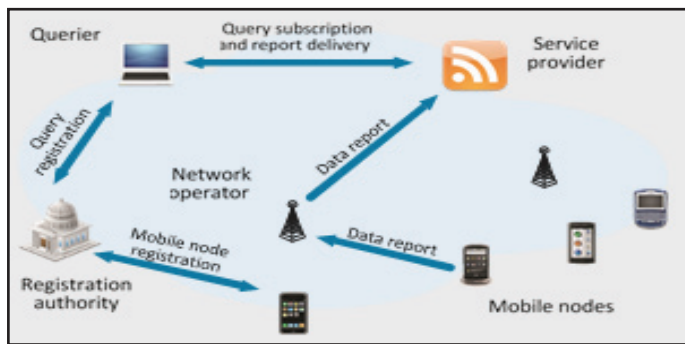 Querier
Query subscription
and report delivery
Service
provider
Query
registration
Data report
Network
operator
Mobile node
registration
Data report
Registration
authority
Mobile nodes